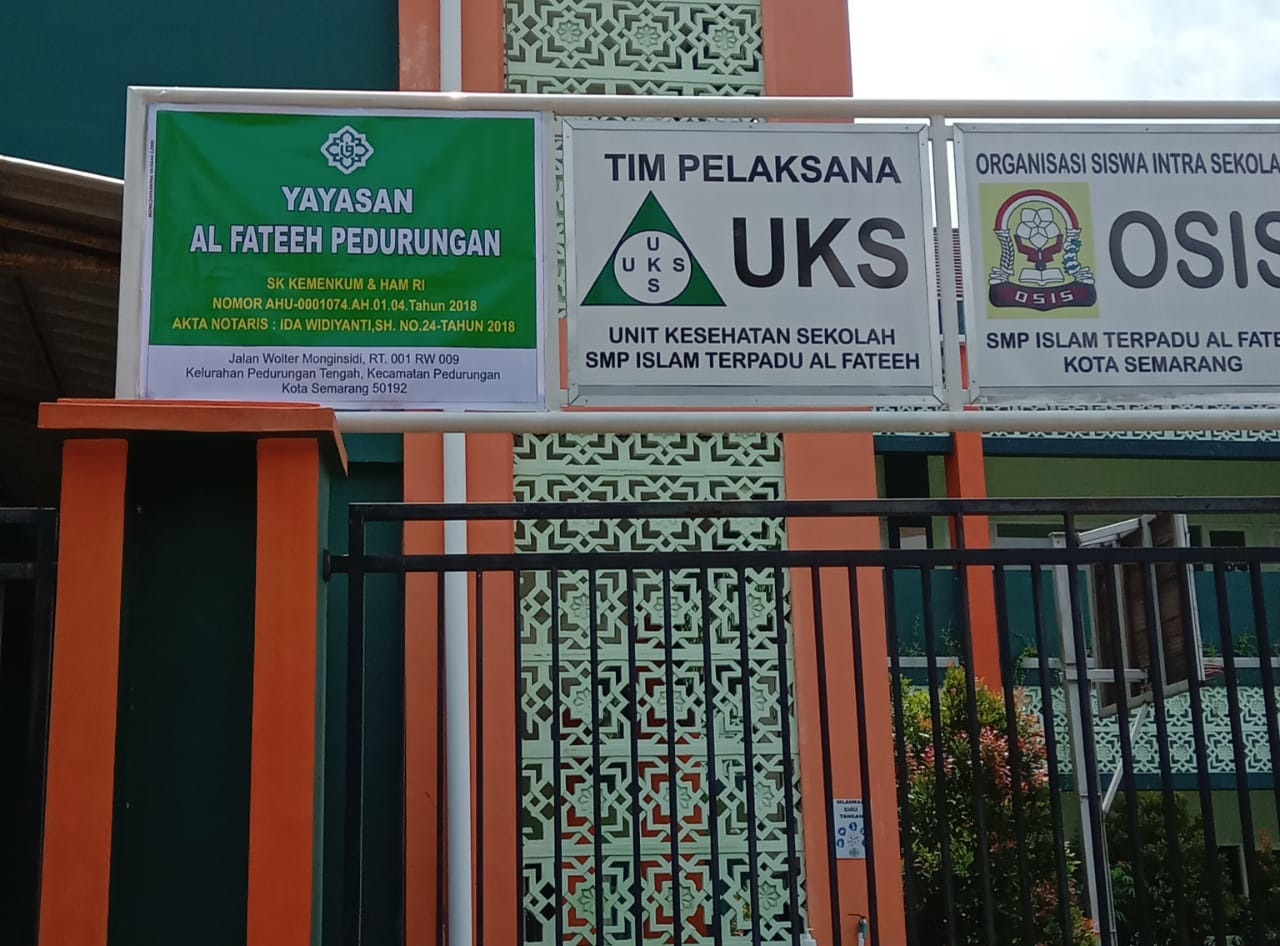 YAYASAN
AL FATEEH PEDURUNGAN
SK KEMENKUM & HAM RI
NOMOR AHU-0001074.AH.01.04.Tahun 2018
AKTA NOTARIS : IDA WIDIYANTI,SH. NO.24-TAHUN 2018
Jalan Wolter Monginsidi, RT. 001 RW 009
Kelurahan Pedurungan Tengah, Kecamatan Pedurungan
Kota Semarang 50192
TIM PELAKSANA
U
U K S
K
S
UKS
UNIT KESEHATAN SEKOLAH
SMP ISLAM TERPADU AL FATEEH
ORGANISASI SISWA INTRA SEKOLA
OSIS
OSIS
SMP ISLAM TERPADU AL FATE
KOTA SEMARANG
CUCI
TANGAN